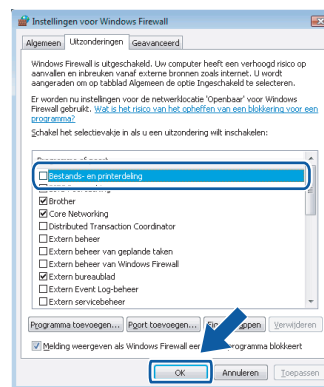 Instellingen voor Windows Firewall
Algemeen Uitzonderingen Geavanceerd
Windows Firewall is uitgeschakeld. Uw computer heeft een verhoogd risico op
aanvallen en inbreuken vanaf externe bronnen zoals internet. U wordt
aangeraden om op tabblad Algemeen de optie Ingeschakeld te selecteren.
Er worden nu instellingen voor de netwerklocatie 'Openbaar' voor Windows
Firewall gebruikt. Wat is het risico van het opheffen van een blokkering voor een
programma?
Schakel het selectievakje in als u een uitzondering wilt inschakelen:
Bestands- en printerdeling
Brother
Core Networking
Distributed Transaction Coordinator
Extern beheer
Extern beheer van geplande taken
Extern beheer van Windows Firewall
Extern bureaublad
Extern Event Log-beheer
Extern servicebeheer
Programma toevoegen... Poort toevoegen... Verwijderen
Melding weergeven als Windows Firewall programma blokkeert
OK Annuleren Toepassen